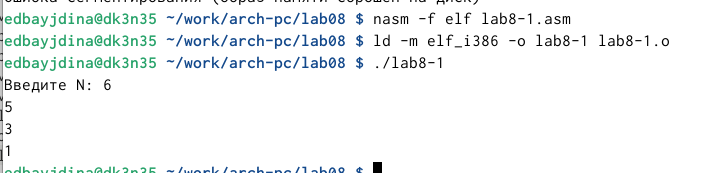 ошибка сегментирования (образ памяти сброшен на диск)
edbayjdina@dk3n35 ~/work/arch-pc/lab08 $ nasm -f elf lab8-1.asm
edbayjdina@dk3n35 ~/work/arch-pc/lab08 $ ld -m elf_i386 -o lab8-1 lab8-1.o
edbayjdina@dk3n35 ~/work/arch-pc/lab08 $ ./lab8-1
Введите N: 6
5
3
1
edbayjdina@dk3n35 ~/work/arch-pc/lab08 $